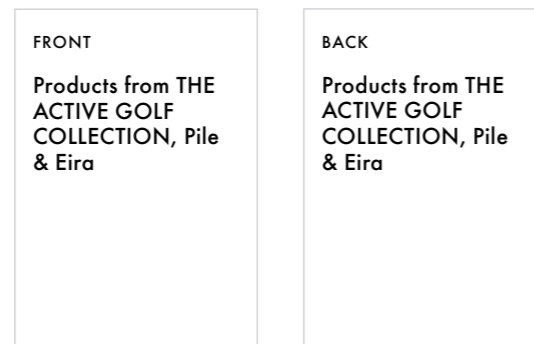 FRONT
Products from THE
ACTIVE GOLF
COLLECTION, Pile
& Eira
BACK
Products from THE
ACTIVE GOLF
COLLECTION, Pile
& Eira